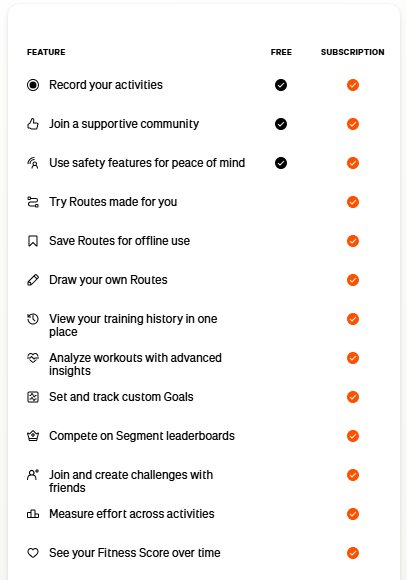 FEATURE FREE SUBSCRIPTION
Record your activities
Join a supportive community
Use safety features for peace of mind
Try Routes made for you
Save Routes for offline use
Draw your own Routes
View your training history in one
place
Analyze workouts with advanced
insights
Set and track custom Goals
Compete on Segment leaderboards
Join and create challenges with
friends
Measure effort across activities
See your Fitness Score over time